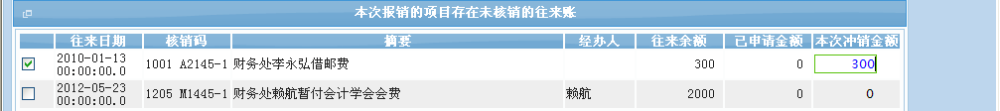 本次报销的项目存在未核销的往来账
往来日期 核销码 摘要 经办人 往来余额 已申请金额 本次冲销金额
2010-01-13 00:00:00.0 1001 A2145-1 财务处李永弘借邮费 300 0 300
2012-05-23 00:00:00.0 1205 M1445-1 财务处赖航暂付会计学会会费 赖航 2000 0 0